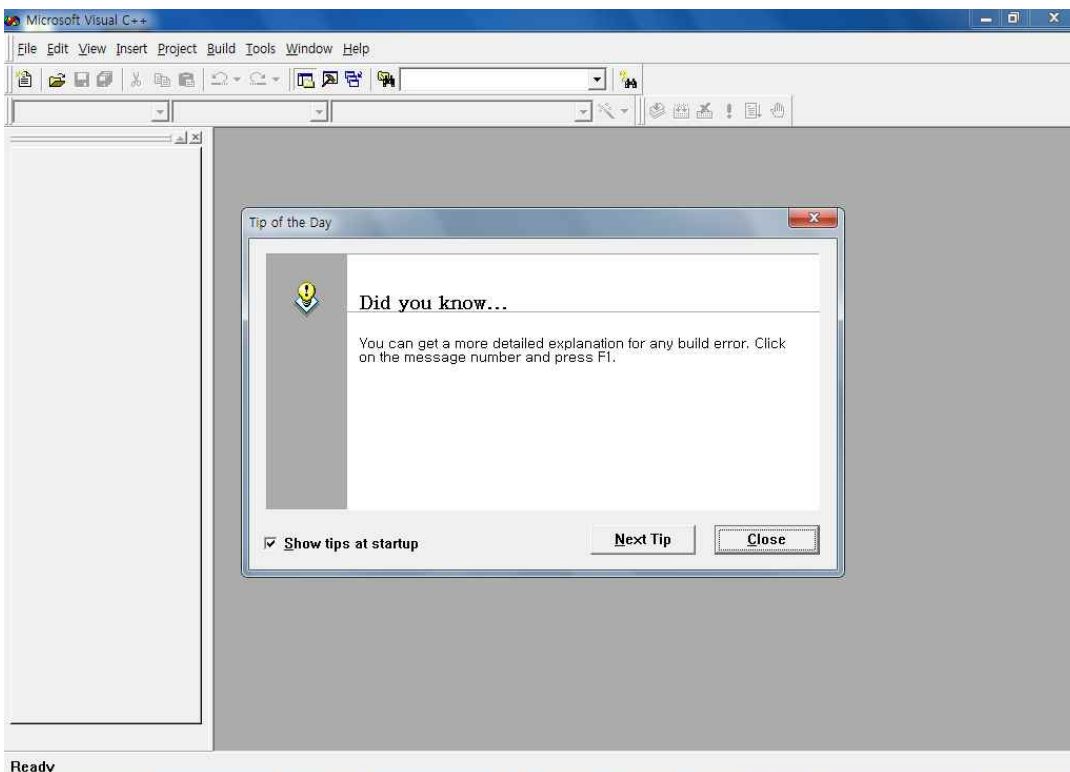 Microsoft Visual C++
File Edit View Insert Project Build Tools Window Help
Tip of the Day
Did you know...
You can get a more detailed explanation for any build error. Click
on the message number and press F1.
Show tips at startup
Next Tip
Close
Ready